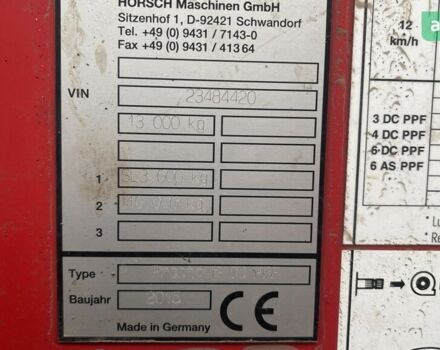 HORSCH Maschinen GmbH
Sitzenhof 1, D-92421 Schwandorf
Tel. +49 (0) 9431 / 7143-0
Fax +49 (0) 9431 / 41364
VIN 23484420
13 000 kg
1
2
3
Type
Baujahr 2015
CE
Made in Germany
12
km/h
3 DC PPF
4 DC PPF
6 DC PPF
6 AS PPF